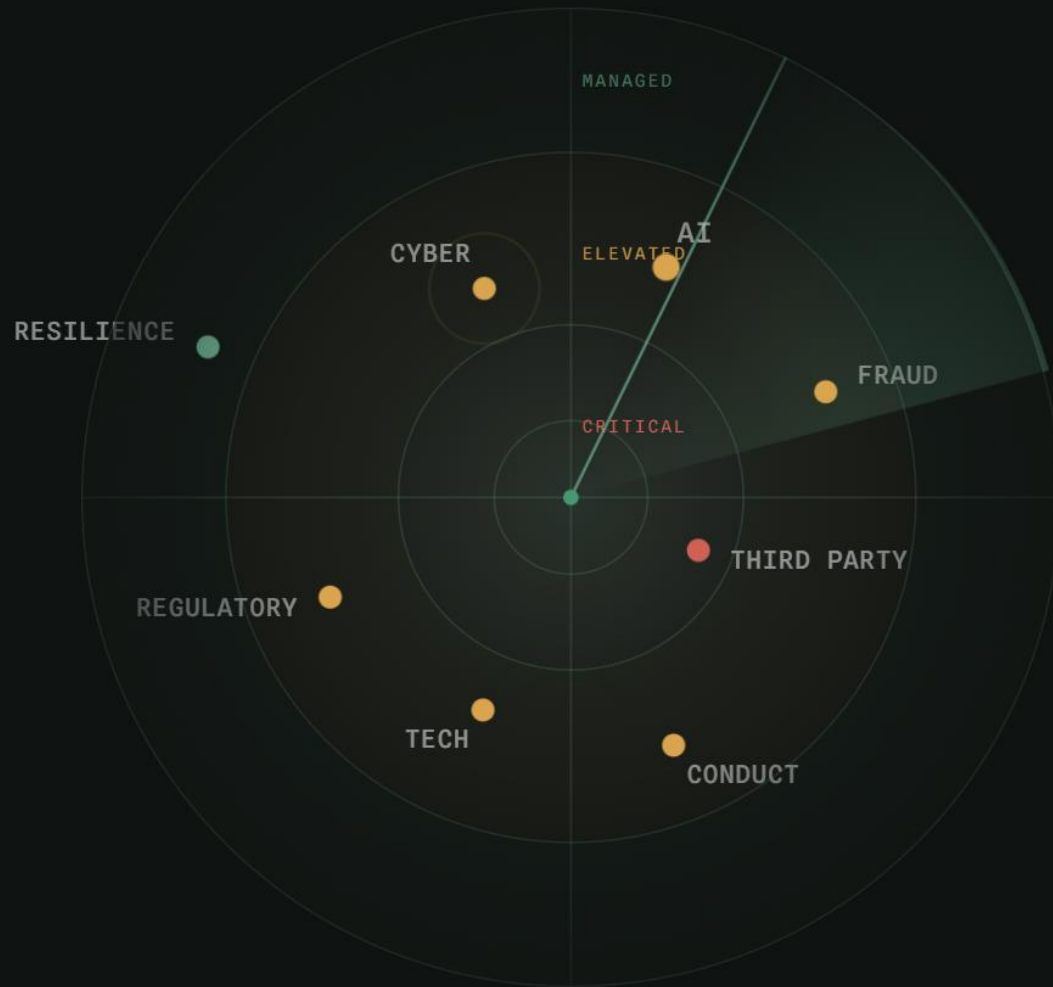 MANAGED
AI
CYBER
ELEVATED
RESILIENCE
FRAUD
CRITICAL
THIRD PARTY
REGULATORY
TECH
CONDUCT